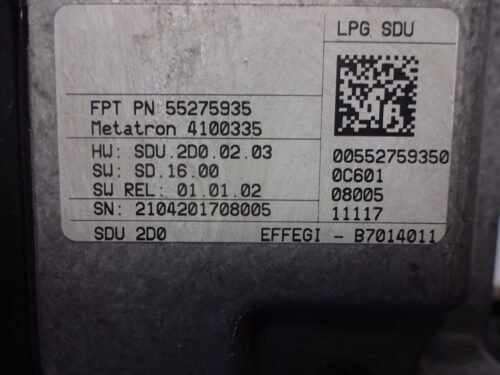 LPG SDU
FPT PN 55275935
Metatron 4100335
HW: SDU.2D0.02.03
SW: SD.16.00
SW REL: 01.01.02
SN: 2104201708005
00552759350
0C601
08005
11117
SDU 2D0
EFFEGI - B7014011